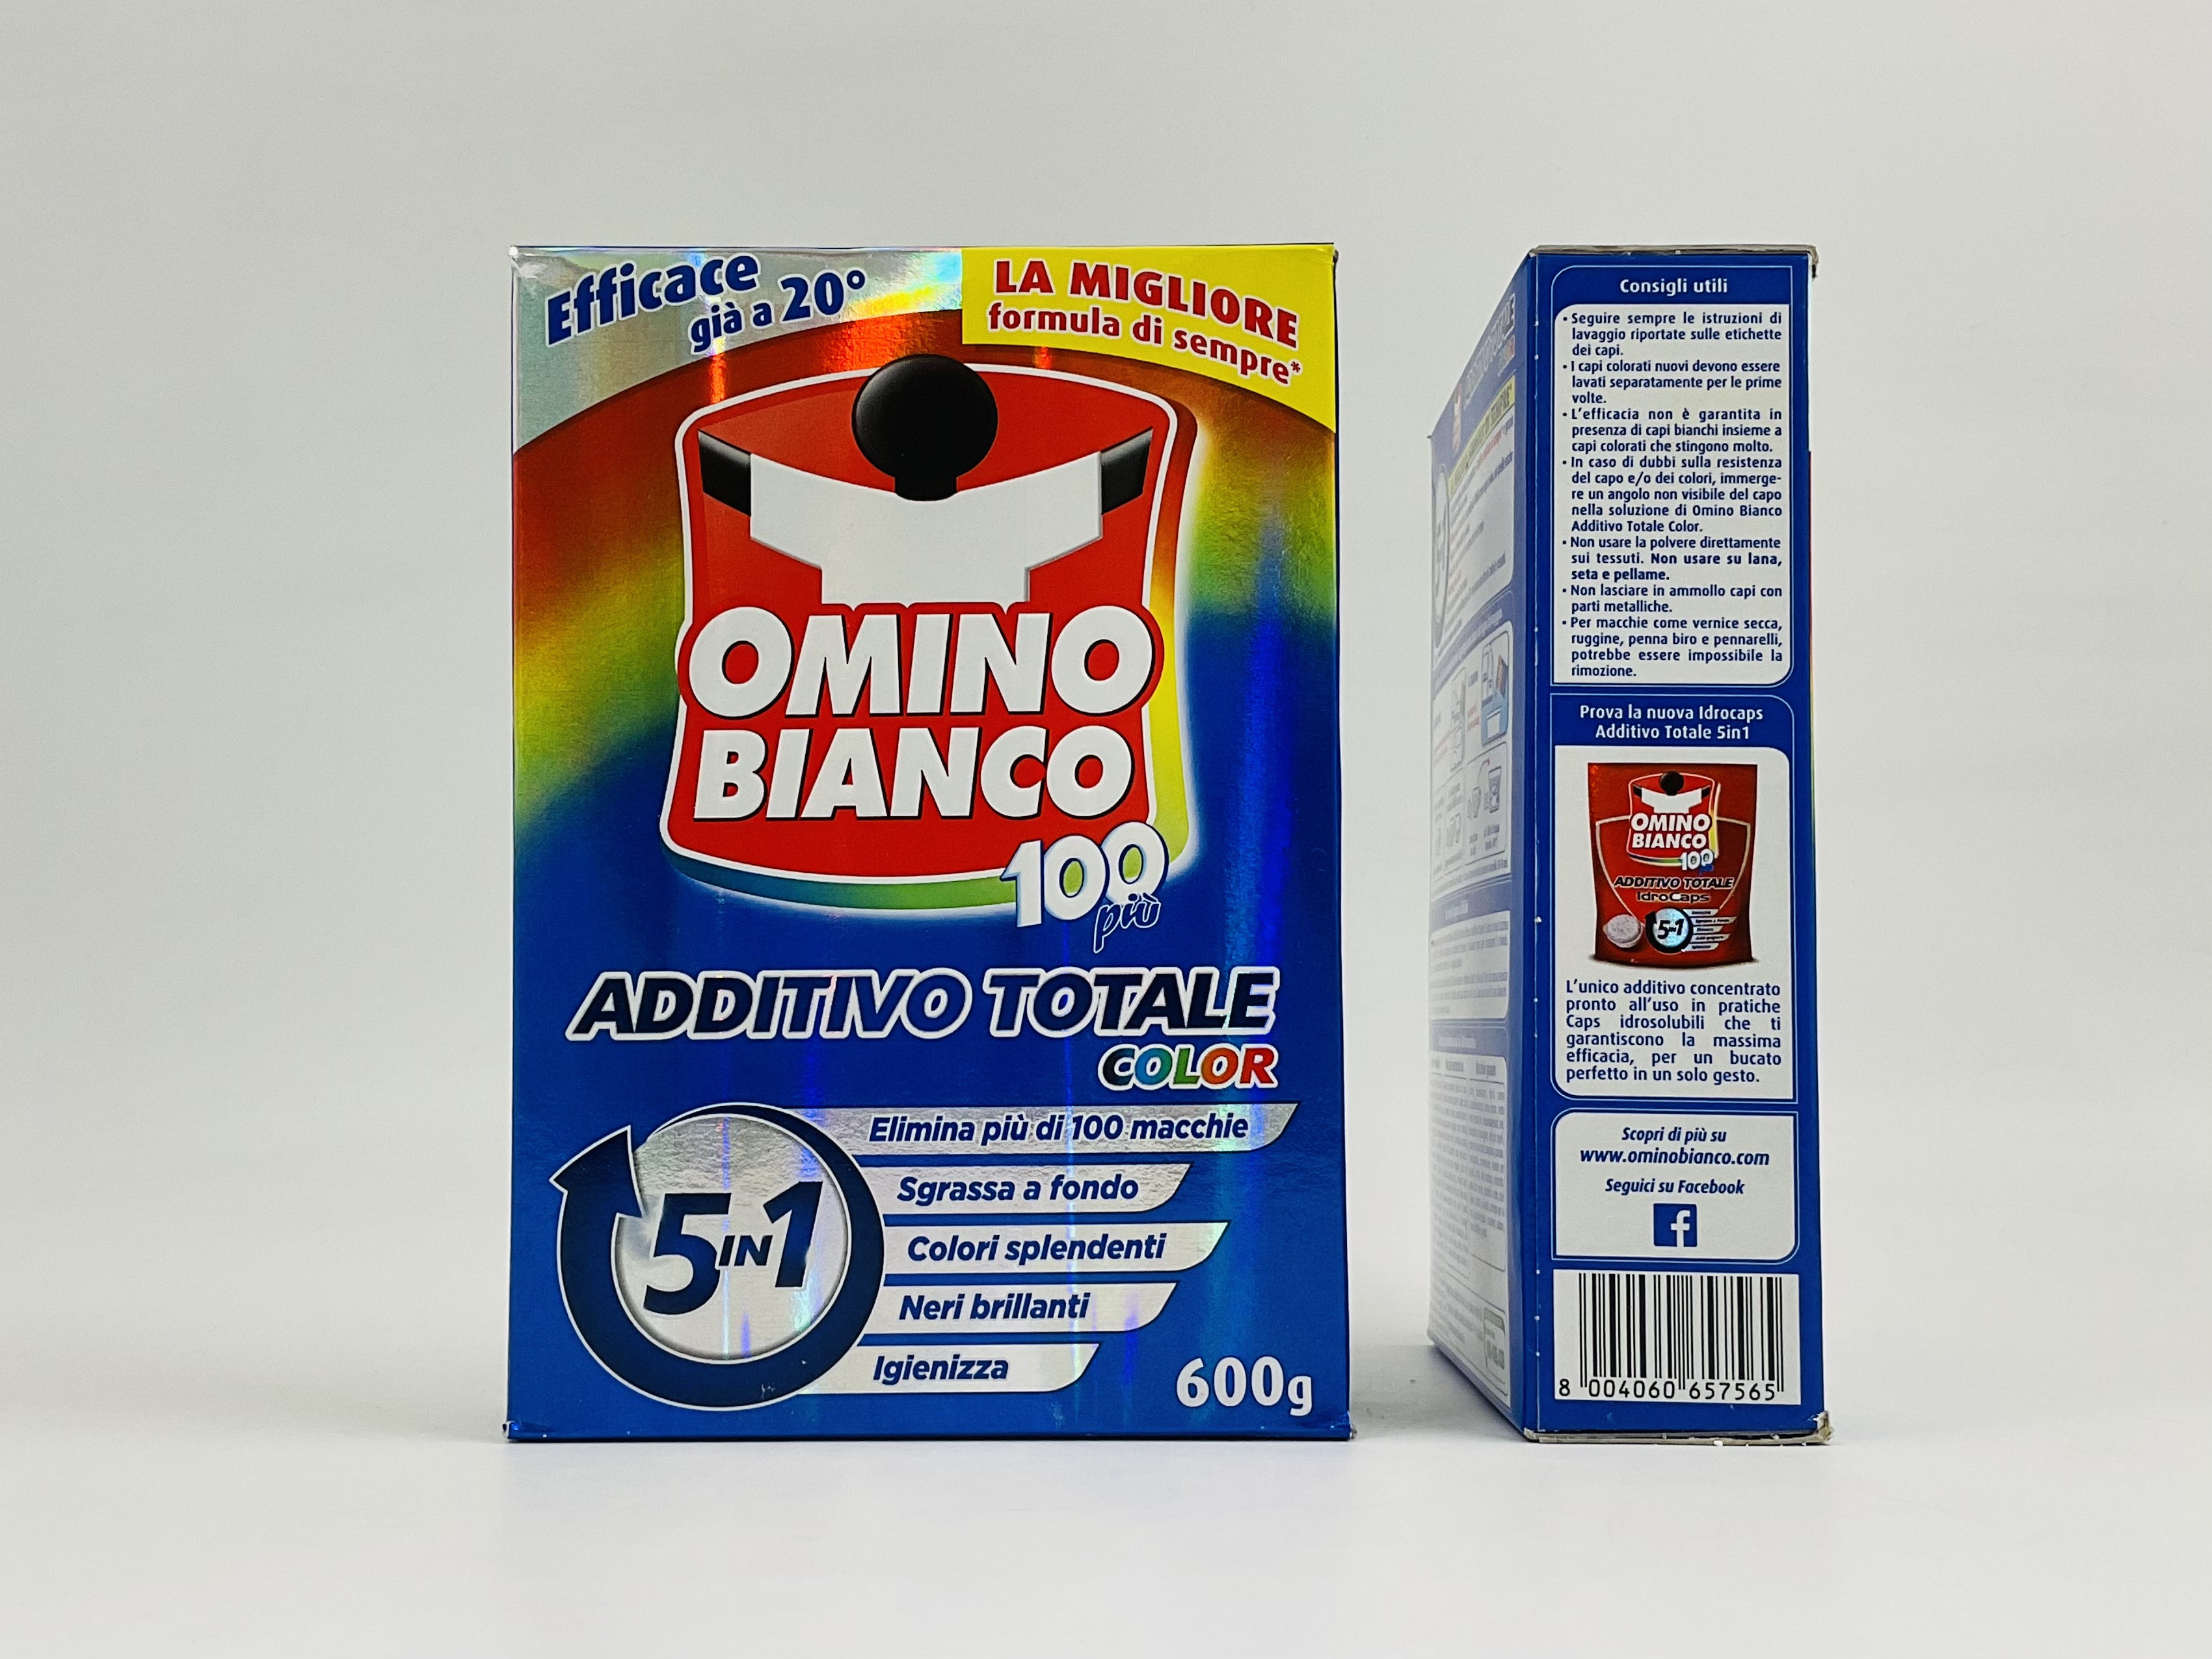 Efficace
già a 20°
LA MIGLIORE
formula di sempre*
OMINO
BIANCO
100
più
ADDITIVO TOTALE
COLOR
5 IN 1
Elimina più di 100 macchie
Sgrassa a fondo
Colori splendenti
Neri brillanti
Igienizza
600g
Consigli utili
• Seguire sempre le istruzioni di
lavaggio riportate sulle etichette
dei capi.
• I capi colorati nuovi devono essere
lavati separatamente per le prime
volte.
• L'efficacia non è garantita in
presenza di capi bianchi insieme a
capi colorati che stingono molto.
• In caso di dubbi sulla resistenza
del capo e/o dei colori, immerge-
re un angolo non visibile del capo
nella soluzione di Omino Bianco
Additivo Totale Color.
• Non usare la polvere direttamente
sui tessuti. Non usare su lana,
seta e pellame.
• Non lasciare in ammollo capi con
parti metalliche.
• Per macchie come vernice secca,
ruggine, penna biro e pennarelli,
potrebbe essere impossibile la
rimozione.
Prova la nuova Idrocaps
Additivo Totale 5in1
OMINO
BIANCO
100
più
ADDITIVO TOTALE
IdroCaps
5in1
L'unico additivo concentrato
pronto all'uso in pratiche
Caps idrosolubili che ti
garantiscono la massima
efficacia, per un bucato
perfetto in un solo gesto.
Scopri di più su
www.ominobianco.com
Seguici su Facebook
f
8 004060 657565